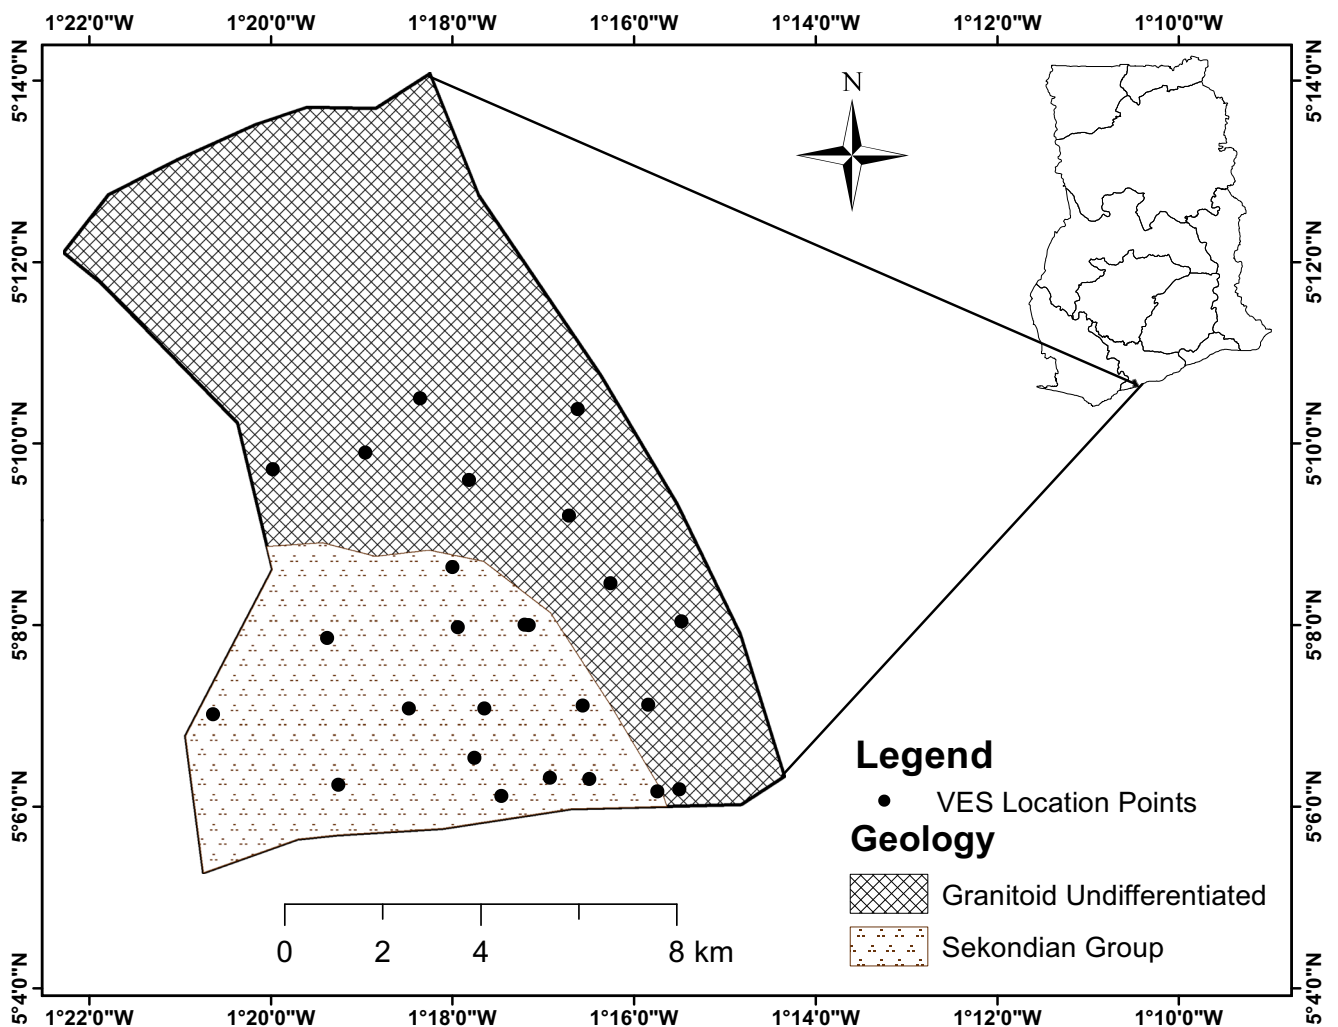 1°22'0"W 1°20'0"W 1°18'0"W 1°16'0"W 1°14'0"W 1°12'0"W 1°10'0"W
5°14'0"N 5°14'0"N
N
5°12'0"N 5°12'0"N
5°10'0"N 5°10'0"N
5°8'0"N 5°8'0"N
Legend
VES Location Points
5°6'0"N 5°6'0"N
Geology
Granitoid Undifferentiated
Sekondian Group
0 2 4 8 km
5°4'0"N 5°4'0"N
1°22'0"W 1°20'0"W 1°18'0"W 1°16'0"W 1°14'0"W 1°12'0"W 1°10'0"W